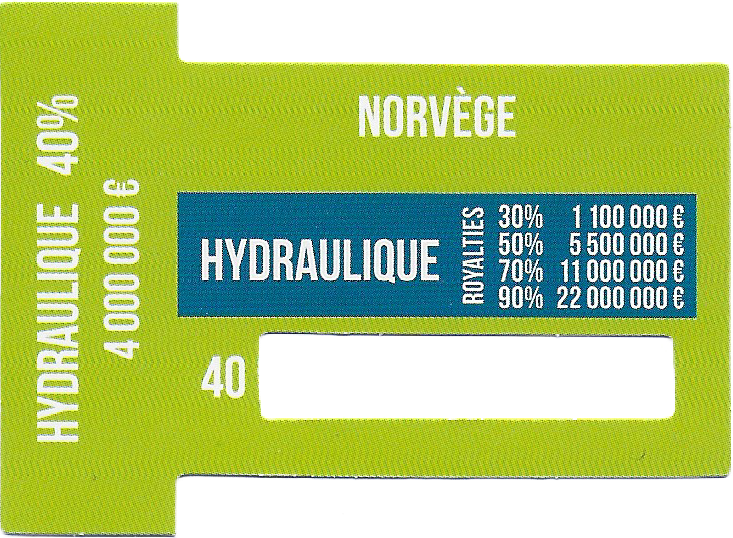 HYDRAULIQUE 40%
4 000 000 €
NORVÈGE
HYDRAULIQUE
ROYALTIES
30% 1 100 000 €
50% 5 500 000 €
70% 11 000 000 €
90% 22 000 000 €
40